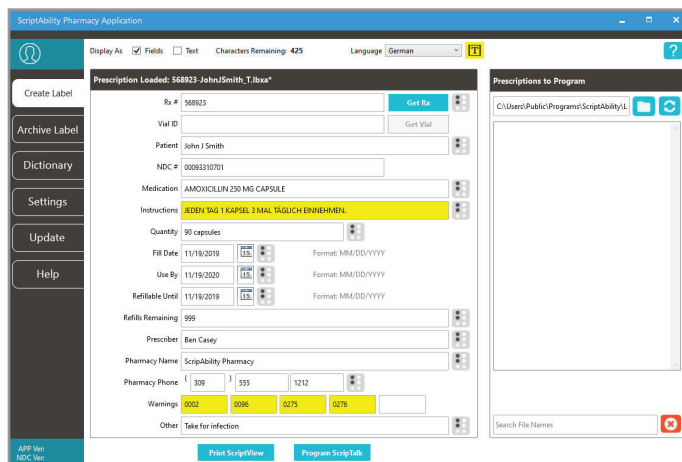 ScriptAbility Pharmacy Application
Display As Fields Text Characters Remaining: 425 Language German T ?
Create Label
Archive Label
Dictionary
Settings
Update
Help
APP Ver:
NDC Ver:
Prescription Loaded: 568923-JohnJSmith_T.lbxa*
Rx # 568923 Get Rx
Vial ID Get Vial
Patient John J Smith
NDC # 00093310701
Medication AMOXICILLIN 250 MG CAPSULE
Instructions JEDEN TAG 1 KAPSEL 3 MAL TÄGLICH EINNEHMEN.
Quantity 90 capsules
Fill Date 11/19/2019 15 Format: MM/DD/YYYY
Use By 11/19/2020 15 Format: MM/DD/YYYY
Refillable Until 11/19/2019 15 Format: MM/DD/YYYY
Refills Remaining 999
Prescriber Ben Casey
Pharmacy Name ScripAbility Pharmacy
Pharmacy Phone ( 309 ) 555 1212
Warnings 0002 0096 0275 0276
Other Take for infection
Print ScriptView Program ScripTalk
Prescriptions to Program
C:\Users\Public\Programs\ScriptAbility\L
Search File Names